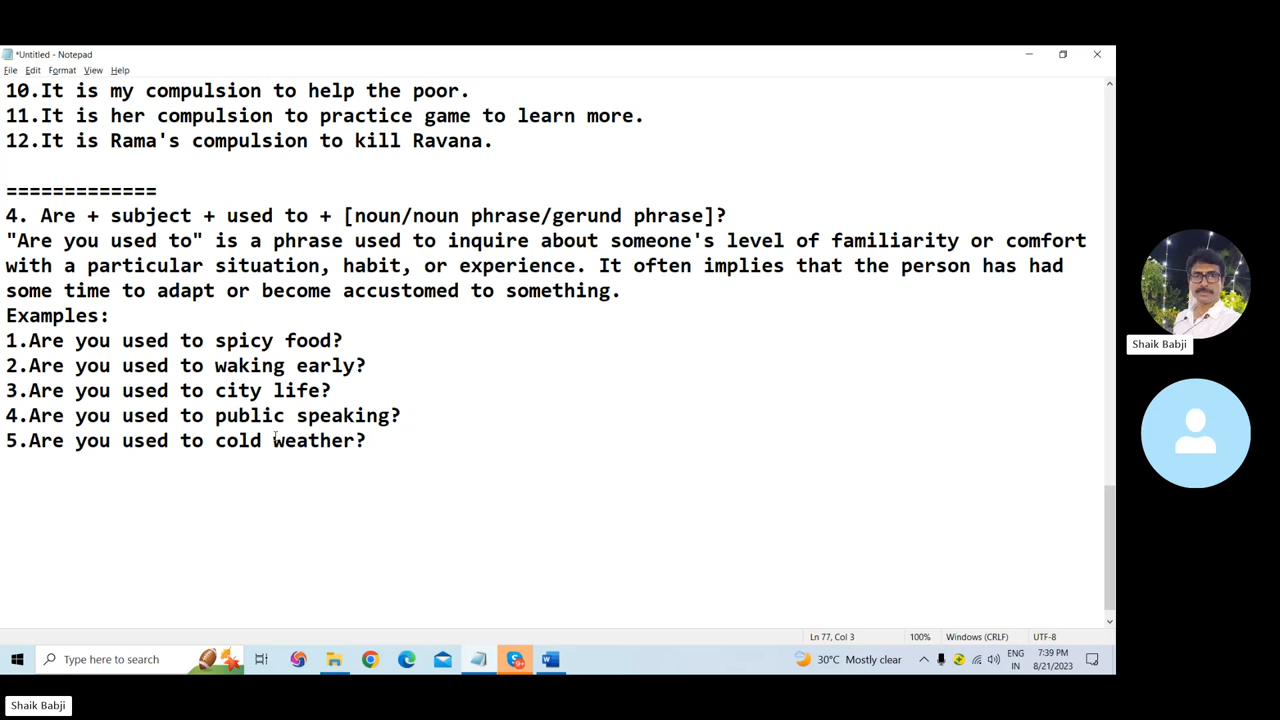 *Untitled - Notepad
File Edit Format View Help
10.It is my compulsion to help the poor.
11.It is her compulsion to practice game to learn more.
12.It is Rama's compulsion to kill Ravana.
=============
4. Are + subject + used to + [noun/noun phrase/gerund phrase]?
"Are you used to" is a phrase used to inquire about someone's level of familiarity or comfort
with a particular situation, habit, or experience. It often implies that the person has had
some time to adapt or become accustomed to something.
Examples:
1.Are you used to spicy food?
2.Are you used to waking early?
3.Are you used to city life?
4.Are you used to public speaking?
5.Are you used to cold weather?
Shaik Babji
Ln 77, Col 3 100% Windows (CRLF) UTF-8
Type here to search
30°C Mostly clear
ENG
IN
7:39 PM
8/21/2023
Shaik Babji